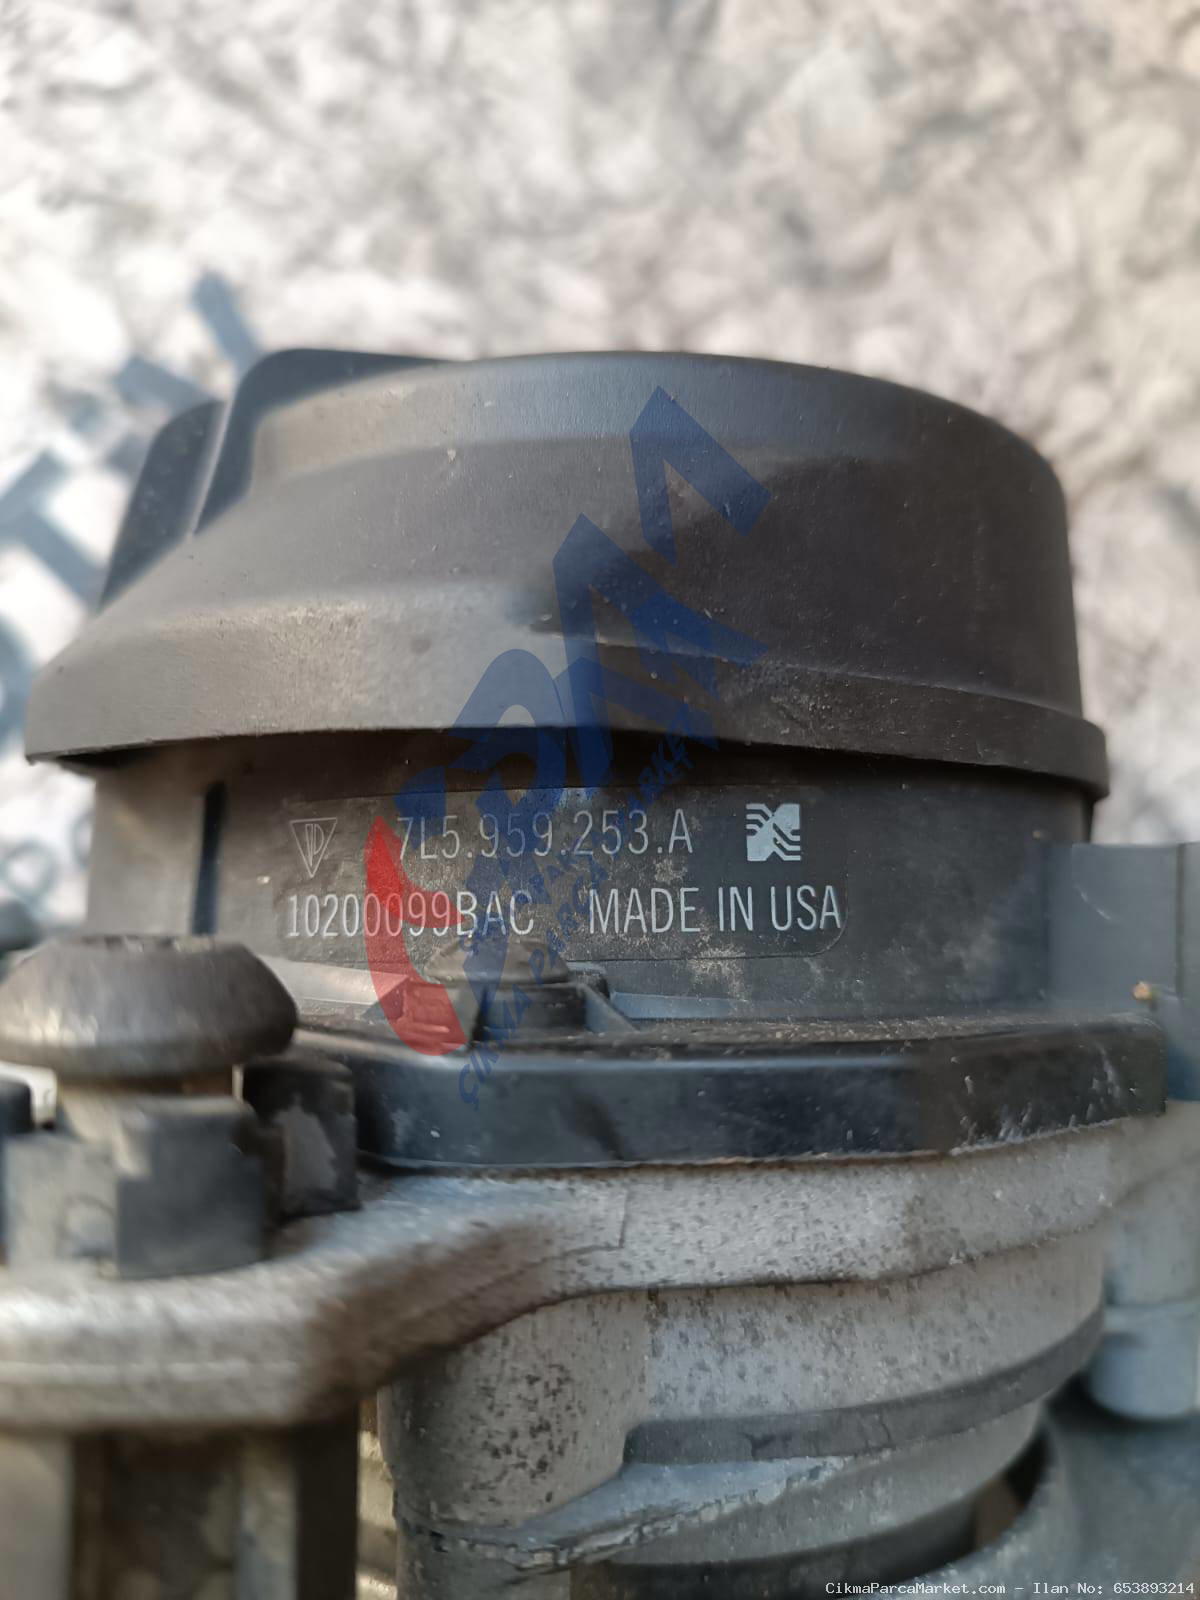 7L5.959.253.A
10200099BAC MADE IN USA
CikmaParcaMarket.com – Ilan No: 653893214